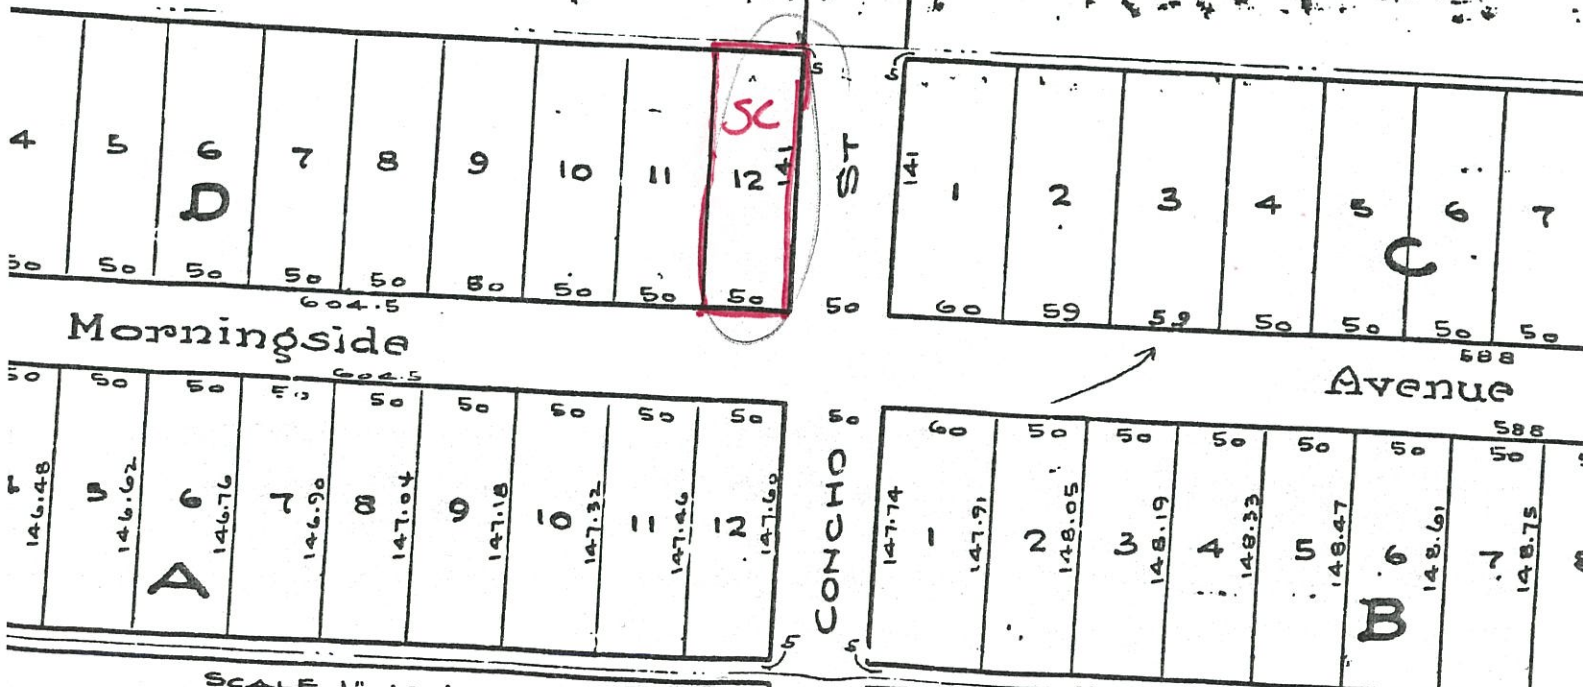 5 5
SC
4 5 6 7 8 9 10 11 12 141 ST 141 1 2 3 4 5 6 7
D C
50 50 50 50 50 80 50 50 50 50 60 59 59 50 50 50 50
604.5 588
Morningside Avenue
604.5 588
50 50 50 50 50 50 50 50 50 60 50 50 50 50 50 50
146.48 5 146.62 6 146.76 7 146.90 8 147.04 9 147.18 10 147.32 11 147.46 12 147.60 CONCHO 147.74 1 147.91 2 148.05 3 148.19 4 148.33 5 148.47 6 148.61 7 148.75
A B
5 5
SCALE